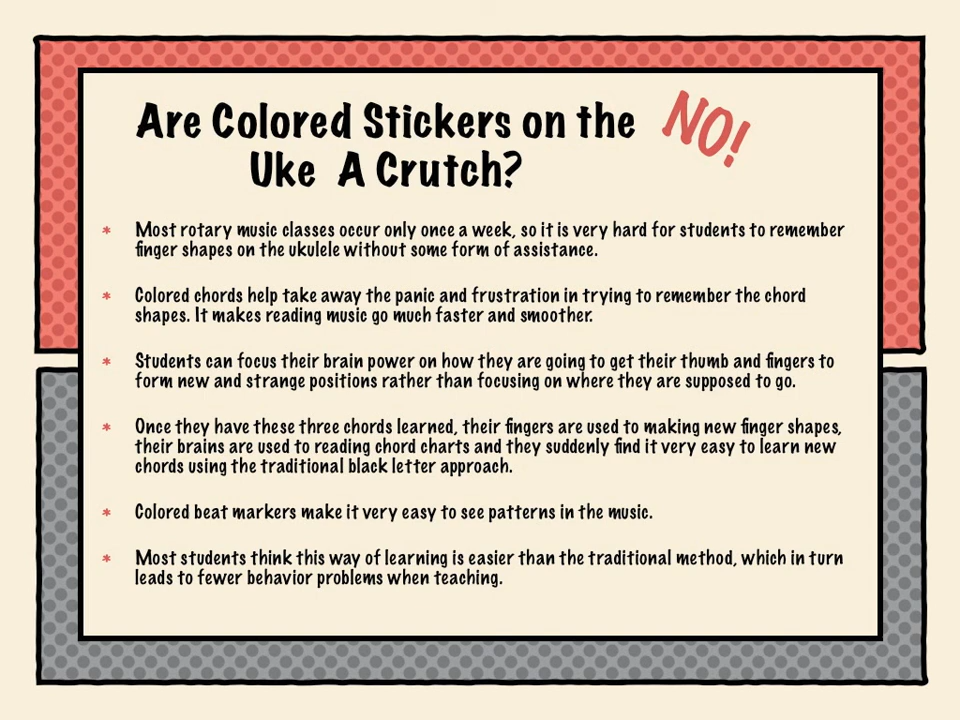 Are Colored Stickers on the
Uke A Crutch?
NO!
* Most rotary music classes occur only once a week, so it is very hard for students to remember
finger shapes on the ukulele without some form of assistance.
* Colored chords help take away the panic and frustration in trying to remember the chord
shapes. It makes reading music go much faster and smoother.
* Students can focus their brain power on how they are going to get their thumb and fingers to
form new and strange positions rather than focusing on where they are supposed to go.
* Once they have these three chords learned, their fingers are used to making new finger shapes,
their brains are used to reading chord charts and they suddenly find it very easy to learn new
chords using the traditional black letter approach.
* Colored beat markers make it very easy to see patterns in the music.
* Most students think this way of learning is easier than the traditional method, which in turn
leads to fewer behavior problems when teaching.